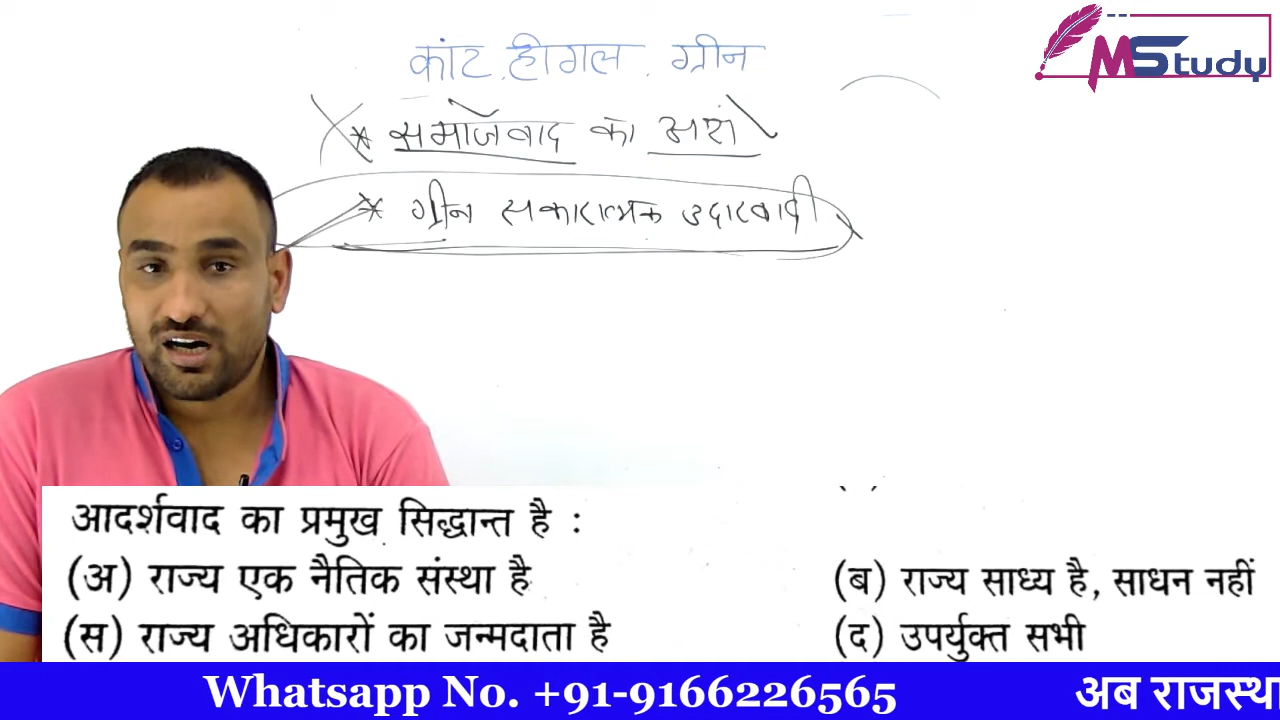 MStudy
कांट, हीगल, ग्रीन
* समाजवाद का अंश
* ग्रीन सकारात्मक उदारवादी
आदर्शवाद का प्रमुख सिद्धान्त है :
(अ) राज्य एक नैतिक संस्था है
(ब) राज्य साध्य है, साधन नहीं
(स) राज्य अधिकारों का जन्मदाता है
(द) उपर्युक्त सभी
Whatsapp No. +91-9166226565
अब राजस्था